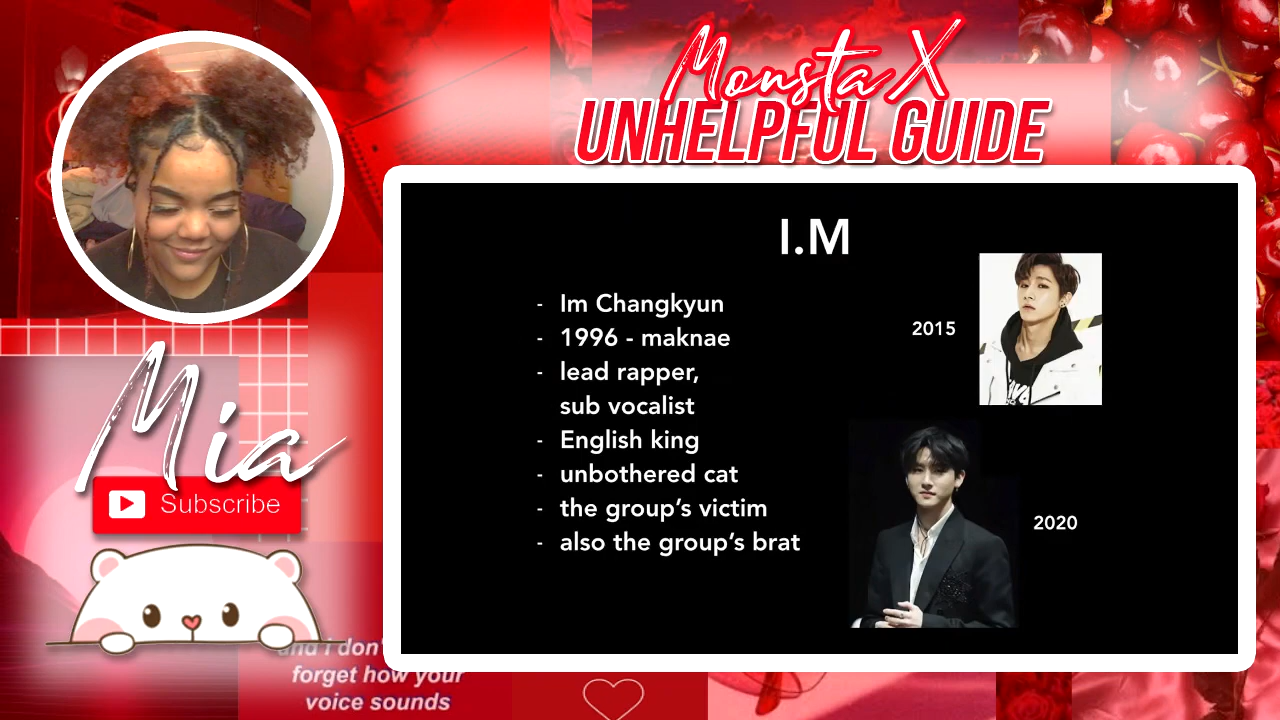 Monsta X
UNHELPFUL GUIDE
I.M
- Im Changkyun
- 1996 - maknae
- lead rapper,
sub vocalist
- English king
- unbothered cat
- the group's victim
- also the group's brat
2015
2020
Mia
Subscribe
and i don'
forget how your
voice sounds